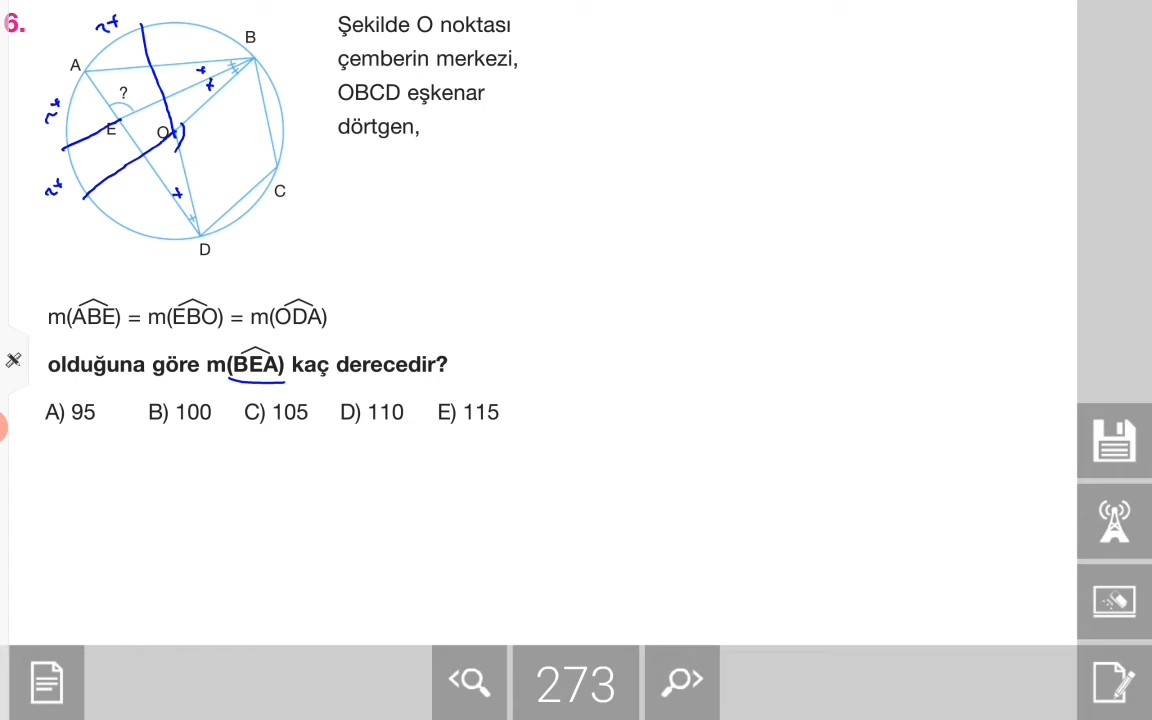 6.
Şekilde O noktası
çemberin merkezi,
OBCD eşkenar
dörtgen,
A
B
?
E
O
C
D
m(ABE) = m(EBO) = m(ODA)
olduğuna göre m(BEA) kaç derecedir?
A) 95 B) 100 C) 105 D) 110 E) 115
273